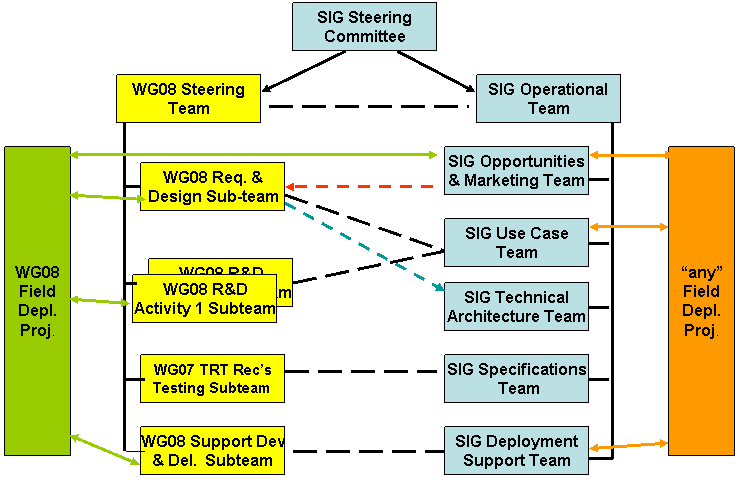 SIG Steering
Committee
WG08 Steering
Team
SIG Operational
Team
WG08 Req. &
Design Sub-team
SIG Opportunities
& Marketing Team
SIG Use Case
Team
WG08 R&D
WG08 R&D
Activity 1 Subteam
SIG Technical
Architecture Team
WG07 TRT Rec's
Testing Subteam
SIG Specifications
Team
WG08 Support Dev
& Del. Subteam
SIG Deployment
Support Team
WG08
Field
Depl.
Proj.
“any”
Field
Depl.
Proj.